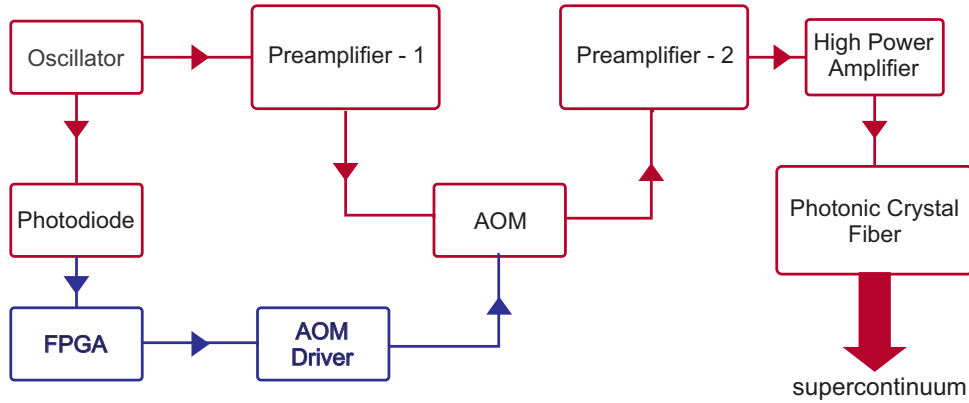 Oscillator
Preamplifier - 1
Preamplifier - 2
High Power
Amplifier
Photodiode
AOM
Photonic Crystal
Fiber
FPGA
AOM
Driver
supercontinuum